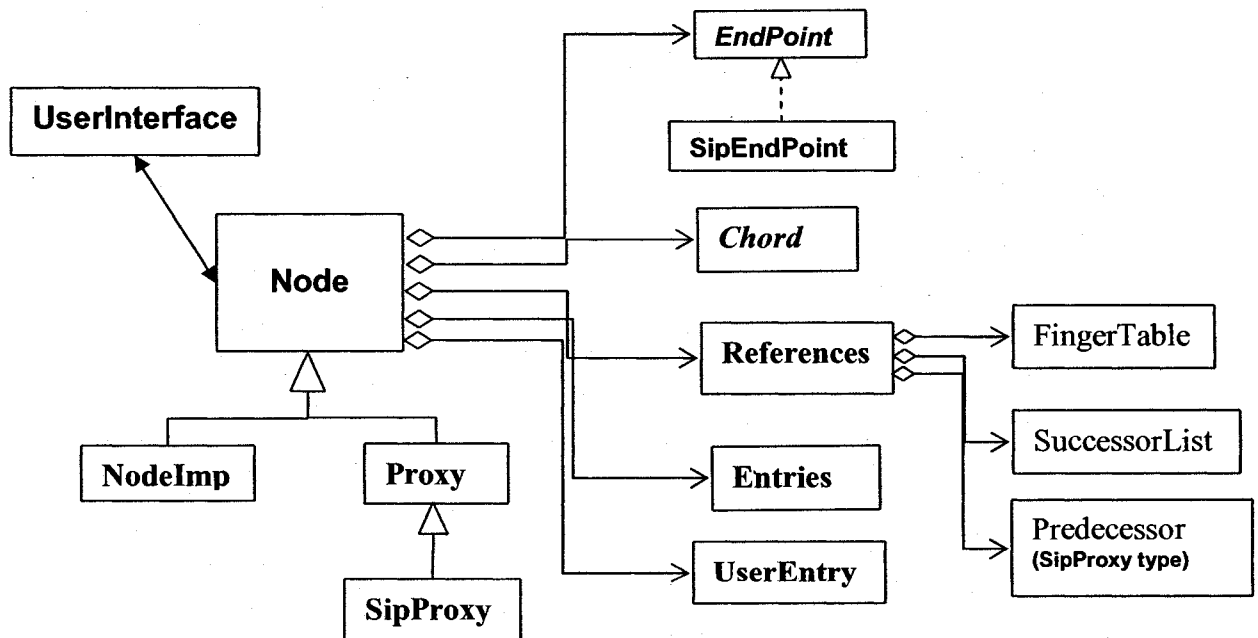 EndPoint
UserInterface
SipEndPoint
Chord
Node
References
FingerTable
SuccessorList
NodeImp
Proxy
Entries
Predecessor
(SipProxy type)
UserEntry
SipProxy